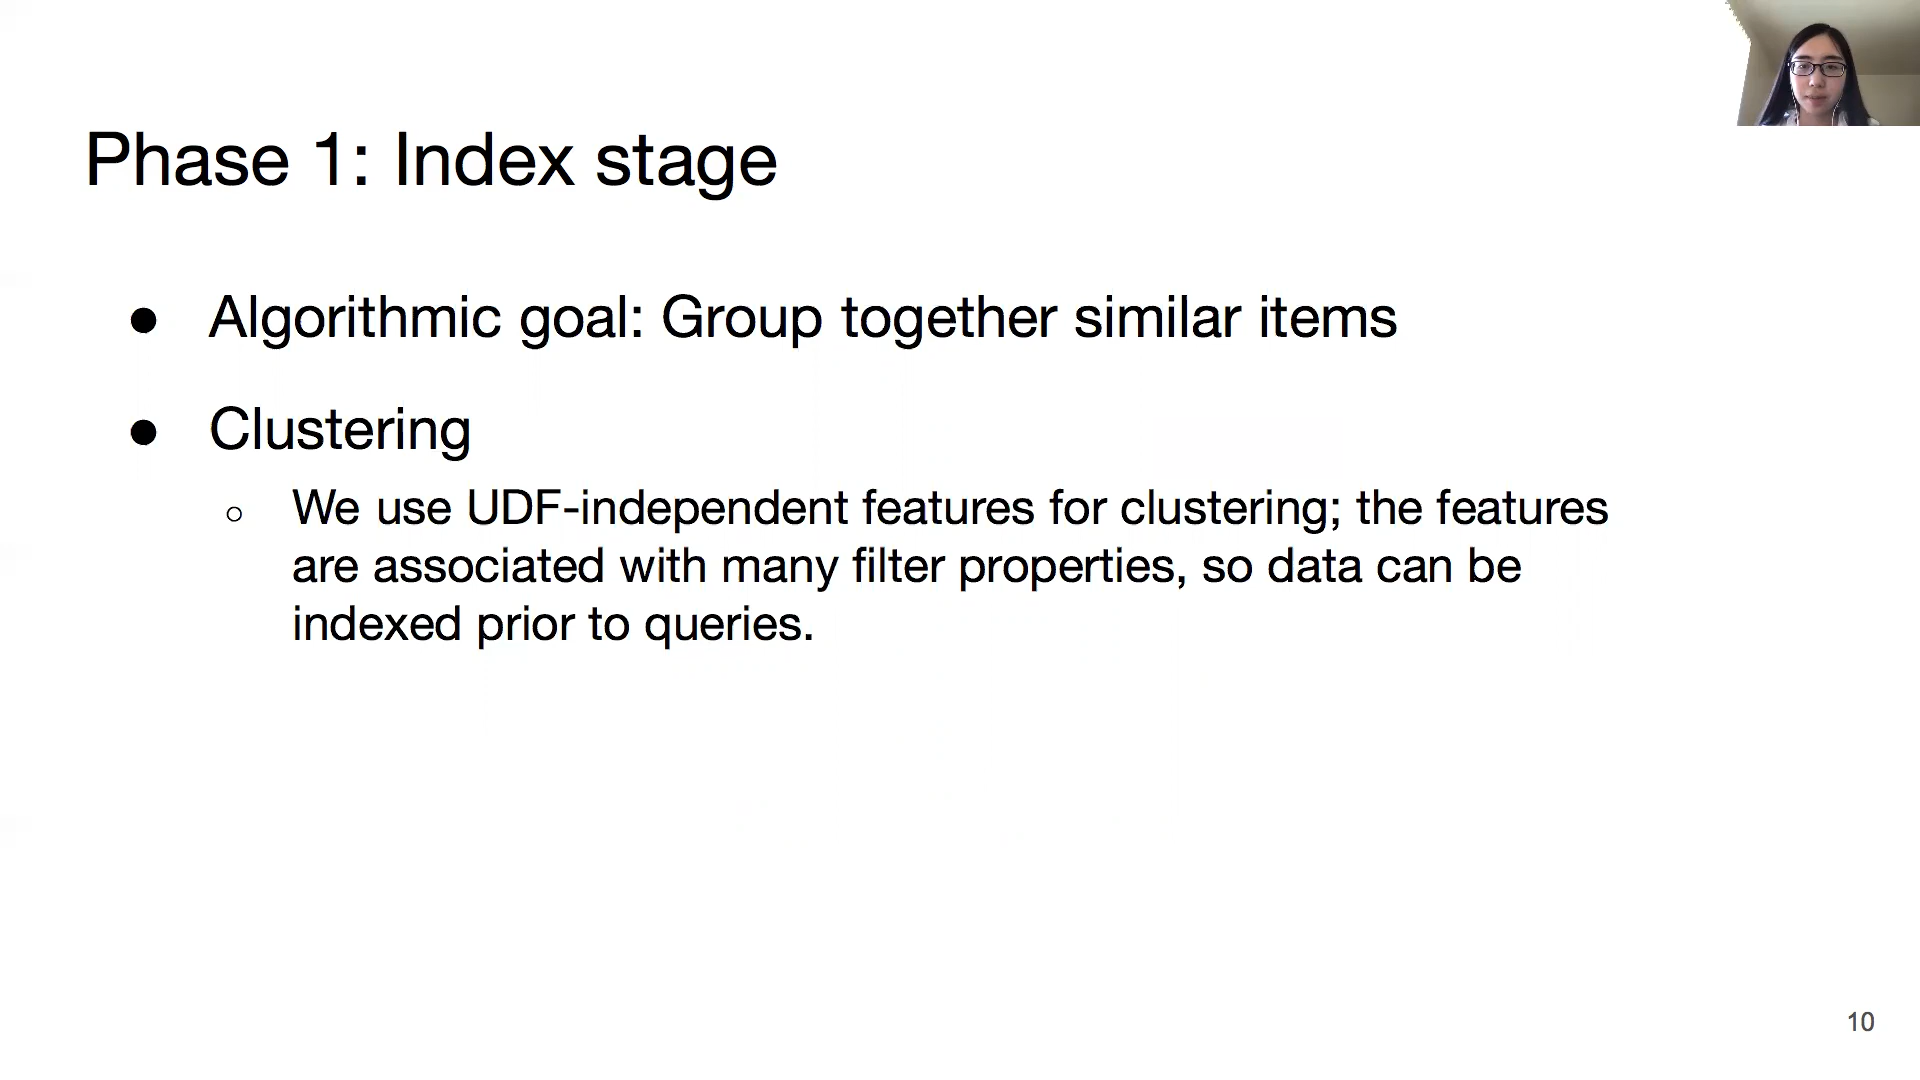 Phase 1: Index stage
● Algorithmic goal: Group together similar items
● Clustering
○ We use UDF-independent features for clustering; the features
are associated with many filter properties, so data can be
indexed prior to queries.
10